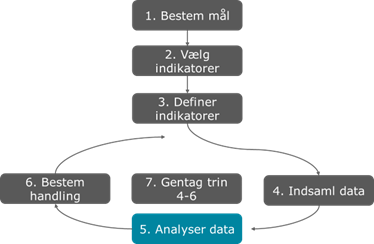 1. Bestem mål
2. Vælg
indikatorer
3. Definer
indikatorer
4. Indsaml data
5. Analyser data
6. Bestem
handling
7. Gentag trin
4-6